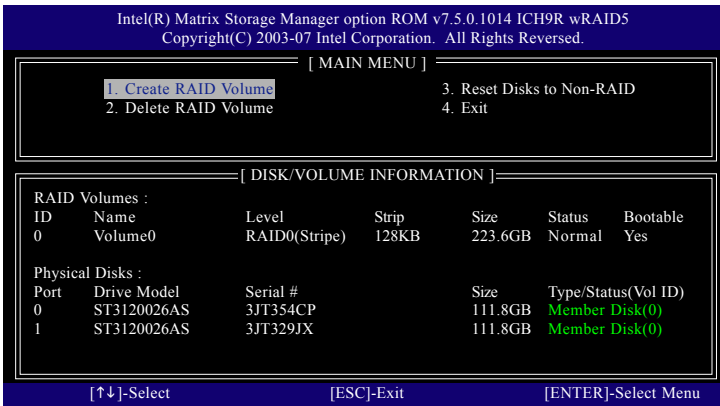 Intel(R) Matrix Storage Manager option ROM v7.5.0.1014 ICH9R wRAID5
Copyright(C) 2003-07 Intel Corporation. All Rights Reversed.
[ MAIN MENU ]
1. Create RAID Volume 3. Reset Disks to Non-RAID
2. Delete RAID Volume 4. Exit
[ DISK/VOLUME INFORMATION ]
RAID Volumes :
ID Name Level Strip Size Status Bootable
0 Volume0 RAID0(Stripe) 128KB 223.6GB Normal Yes
Physical Disks :
Port Drive Model Serial # Size Type/Status(Vol ID)
0 ST3120026AS 3JT354CP 111.8GB Member Disk(0)
1 ST3120026AS 3JT329JX 111.8GB Member Disk(0)
[↑↓]-Select [ESC]-Exit [ENTER]-Select Menu